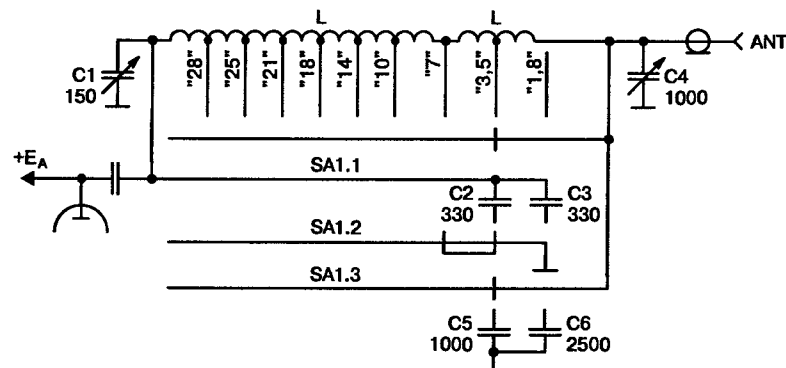 L L
"28" "25" "21" "18" "14" "10" "7" "3,5" "1,8"
ANT
C1
150
C4
1000
+EA
SA1.1
C2
330
C3
330
SA1.2
SA1.3
C5
1000
C6
2500